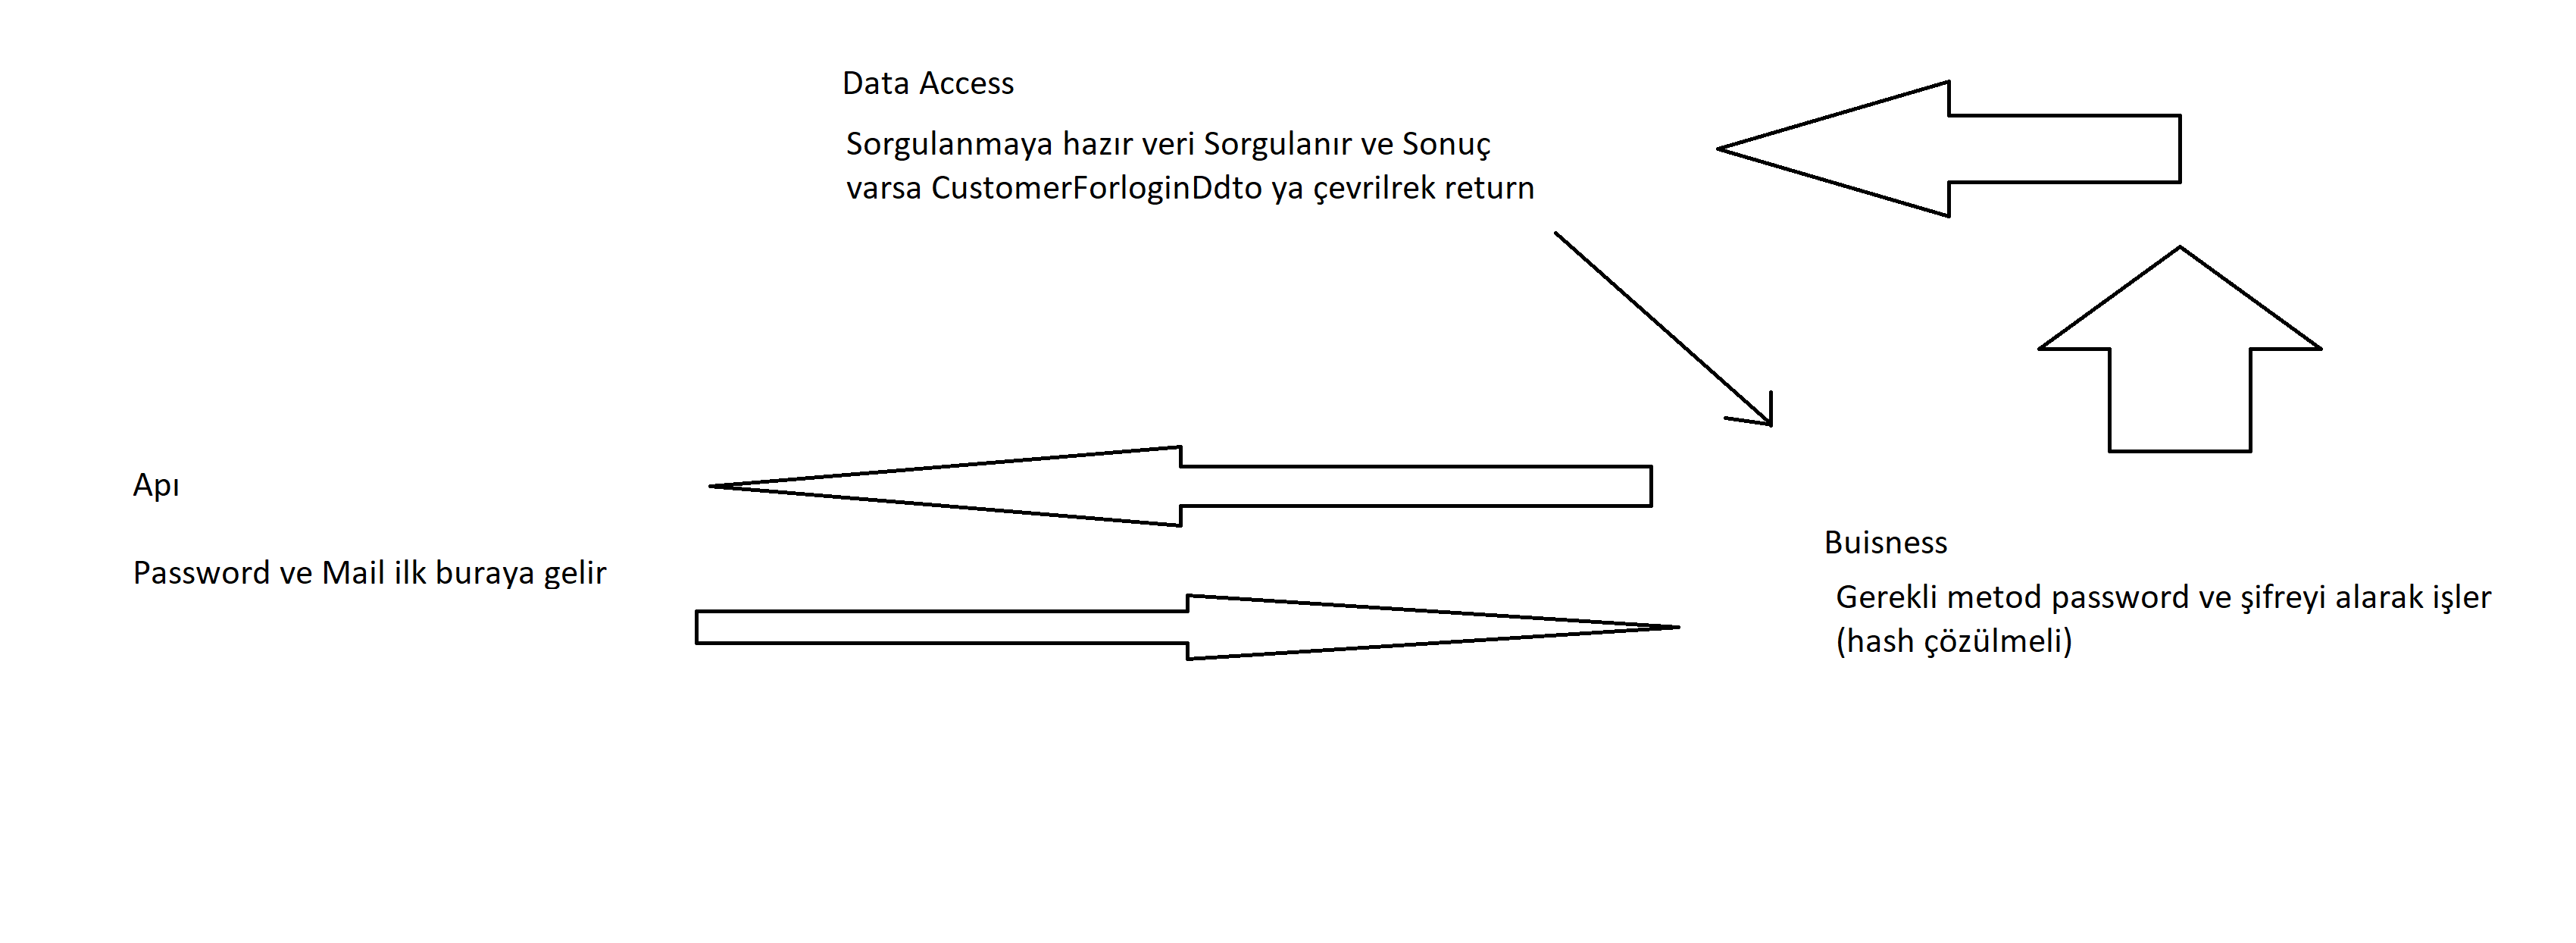 Data Access
Sorgulanmaya hazır veri Sorgulanır ve Sonuç
varsa CustomerForloginDdto ya çevrilrek return
Apı
Password ve Mail ilk buraya gelir
Buisness
Gerekli metod password ve şifreyi alarak işler
(hash çözülmeli)